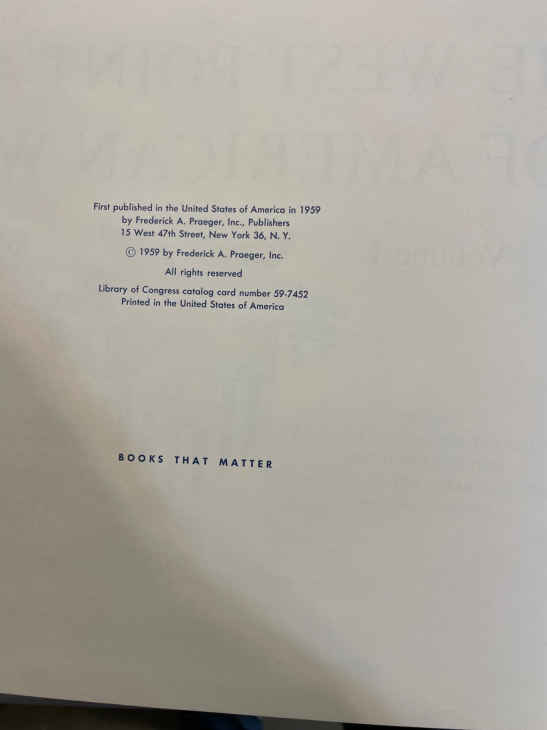 First published in the United States of America in 1959
by Frederick A. Praeger, Inc., Publishers
15 West 47th Street, New York 36, N. Y.
© 1959 by Frederick A. Praeger, Inc.
All rights reserved
Library of Congress catalog card number 59-7452
Printed in the United States of America
BOOKS THAT MATTER